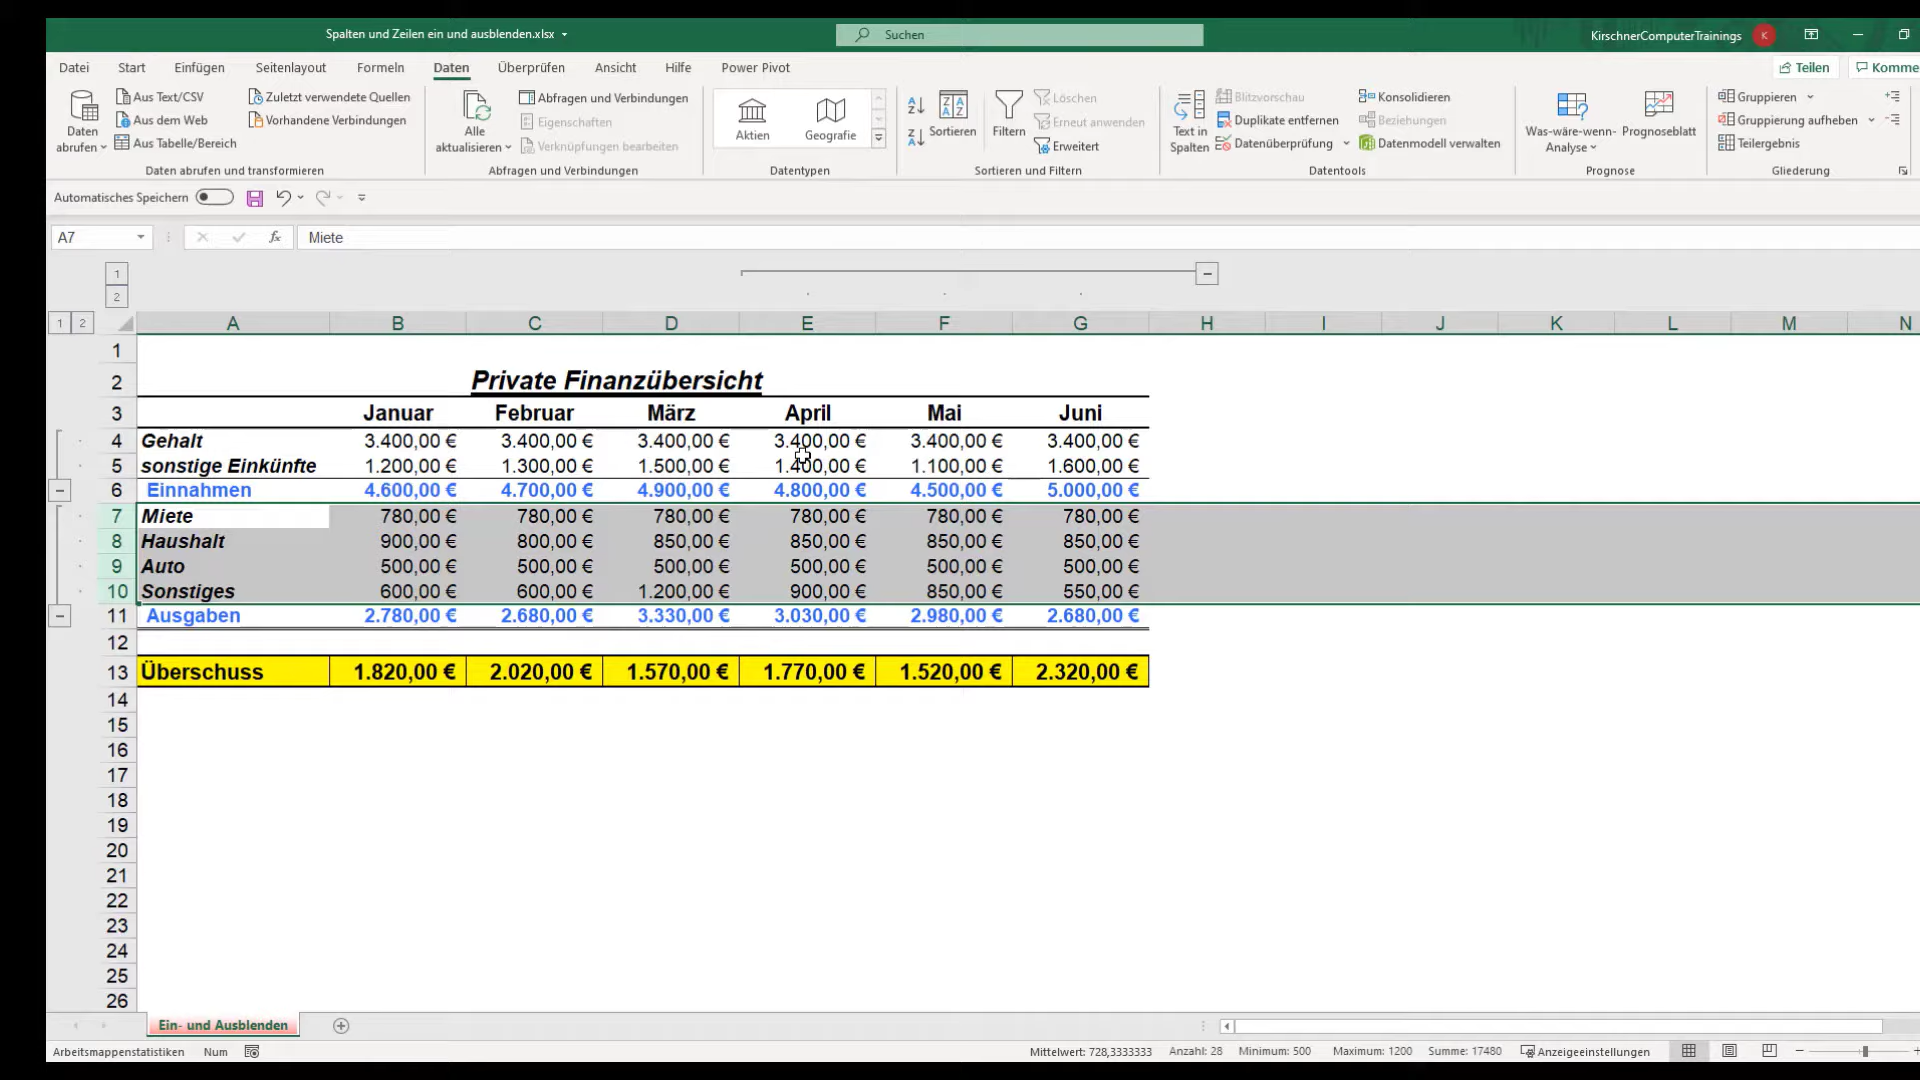 Spalten und Zeilen ein und ausblenden.xlsx
Suchen
KirschnerComputerTrainings K
Datei Start Einfügen Seitenlayout Formeln Daten Überprüfen Ansicht Hilfe Power Pivot Teilen Komme
Daten abrufen
Aus Text/CSV
Aus dem Web
Aus Tabelle/Bereich
Zuletzt verwendete Quellen
Vorhandene Verbindungen
Daten abrufen und transformieren
Alle aktualisieren
Abfragen und Verbindungen
Eigenschaften
Verknüpfungen bearbeiten
Abfragen und Verbindungen
Aktien Geografie
Datentypen
Sortieren Filtern
Löschen
Erneut anwenden
Erweitert
Sortieren und Filtern
Text in Spalten
Blitzvorschau
Duplikate entfernen
Datenüberprüfung
Konsolidieren
Beziehungen
Datenmodell verwalten
Datentools
Was-wäre-wenn-Analyse Prognoseblatt
Prognose
Gruppieren
Gruppierung aufheben
Teilergebnis
Gliederung
Automatisches Speichern
A7 fx Miete
1
2
1 2 A B C D E F G H I J K L M N
1
2 Private Finanzübersicht
3 Januar Februar März April Mai Juni
4 Gehalt 3.400,00 € 3.400,00 € 3.400,00 € 3.400,00 € 3.400,00 € 3.400,00 €
5 sonstige Einkünfte 1.200,00 € 1.300,00 € 1.500,00 € 1.400,00 € 1.100,00 € 1.600,00 €
6 Einnahmen 4.600,00 € 4.700,00 € 4.900,00 € 4.800,00 € 4.500,00 € 5.000,00 €
7 Miete 780,00 € 780,00 € 780,00 € 780,00 € 780,00 € 780,00 €
8 Haushalt 900,00 € 800,00 € 850,00 € 850,00 € 850,00 € 850,00 €
9 Auto 500,00 € 500,00 € 500,00 € 500,00 € 500,00 € 500,00 €
10 Sonstiges 600,00 € 600,00 € 1.200,00 € 900,00 € 850,00 € 550,00 €
11 Ausgaben 2.780,00 € 2.680,00 € 3.330,00 € 3.030,00 € 2.980,00 € 2.680,00 €
12
13 Überschuss 1.820,00 € 2.020,00 € 1.570,00 € 1.770,00 € 1.520,00 € 2.320,00 €
14
15
16
17
18
19
20
21
22
23
24
25
26
Ein- und Ausblenden
Arbeitsmappenstatistiken Num Mittelwert: 728,3333333 Anzahl: 28 Minimum: 500 Maximum: 1200 Summe: 17480 Anzeigeeinstellungen